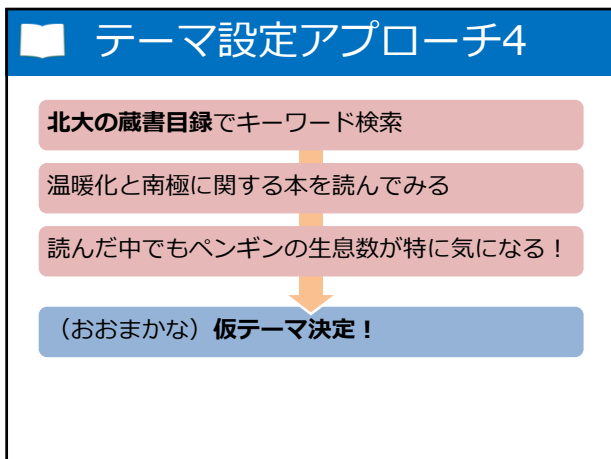 テーマ設定アプローチ4
北大の蔵書目録でキーワード検索
温暖化と南極に関する本を読んでみる
読んだ中でもペンギンの生息数が特に気になる！
（おおまかな）仮テーマ決定！